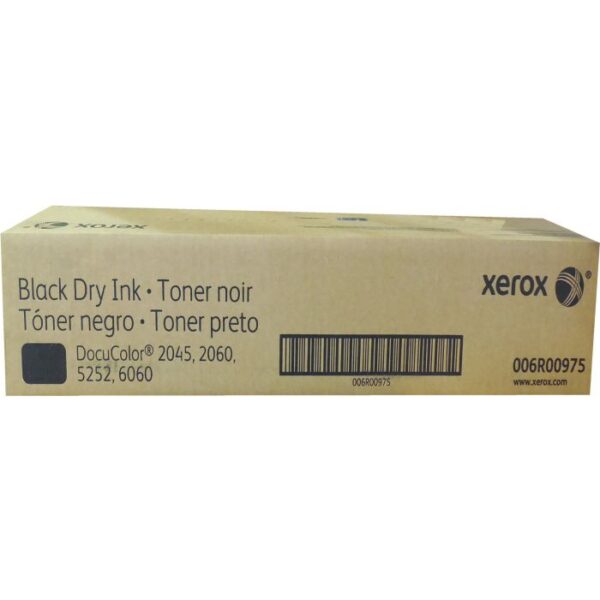 xerox
Black Dry Ink • Toner noir
Tóner negro • Toner preto
DocuColor® 2045, 2060,
5252, 6060
006R00975
xerox ®
006R00975
www.xerox.com